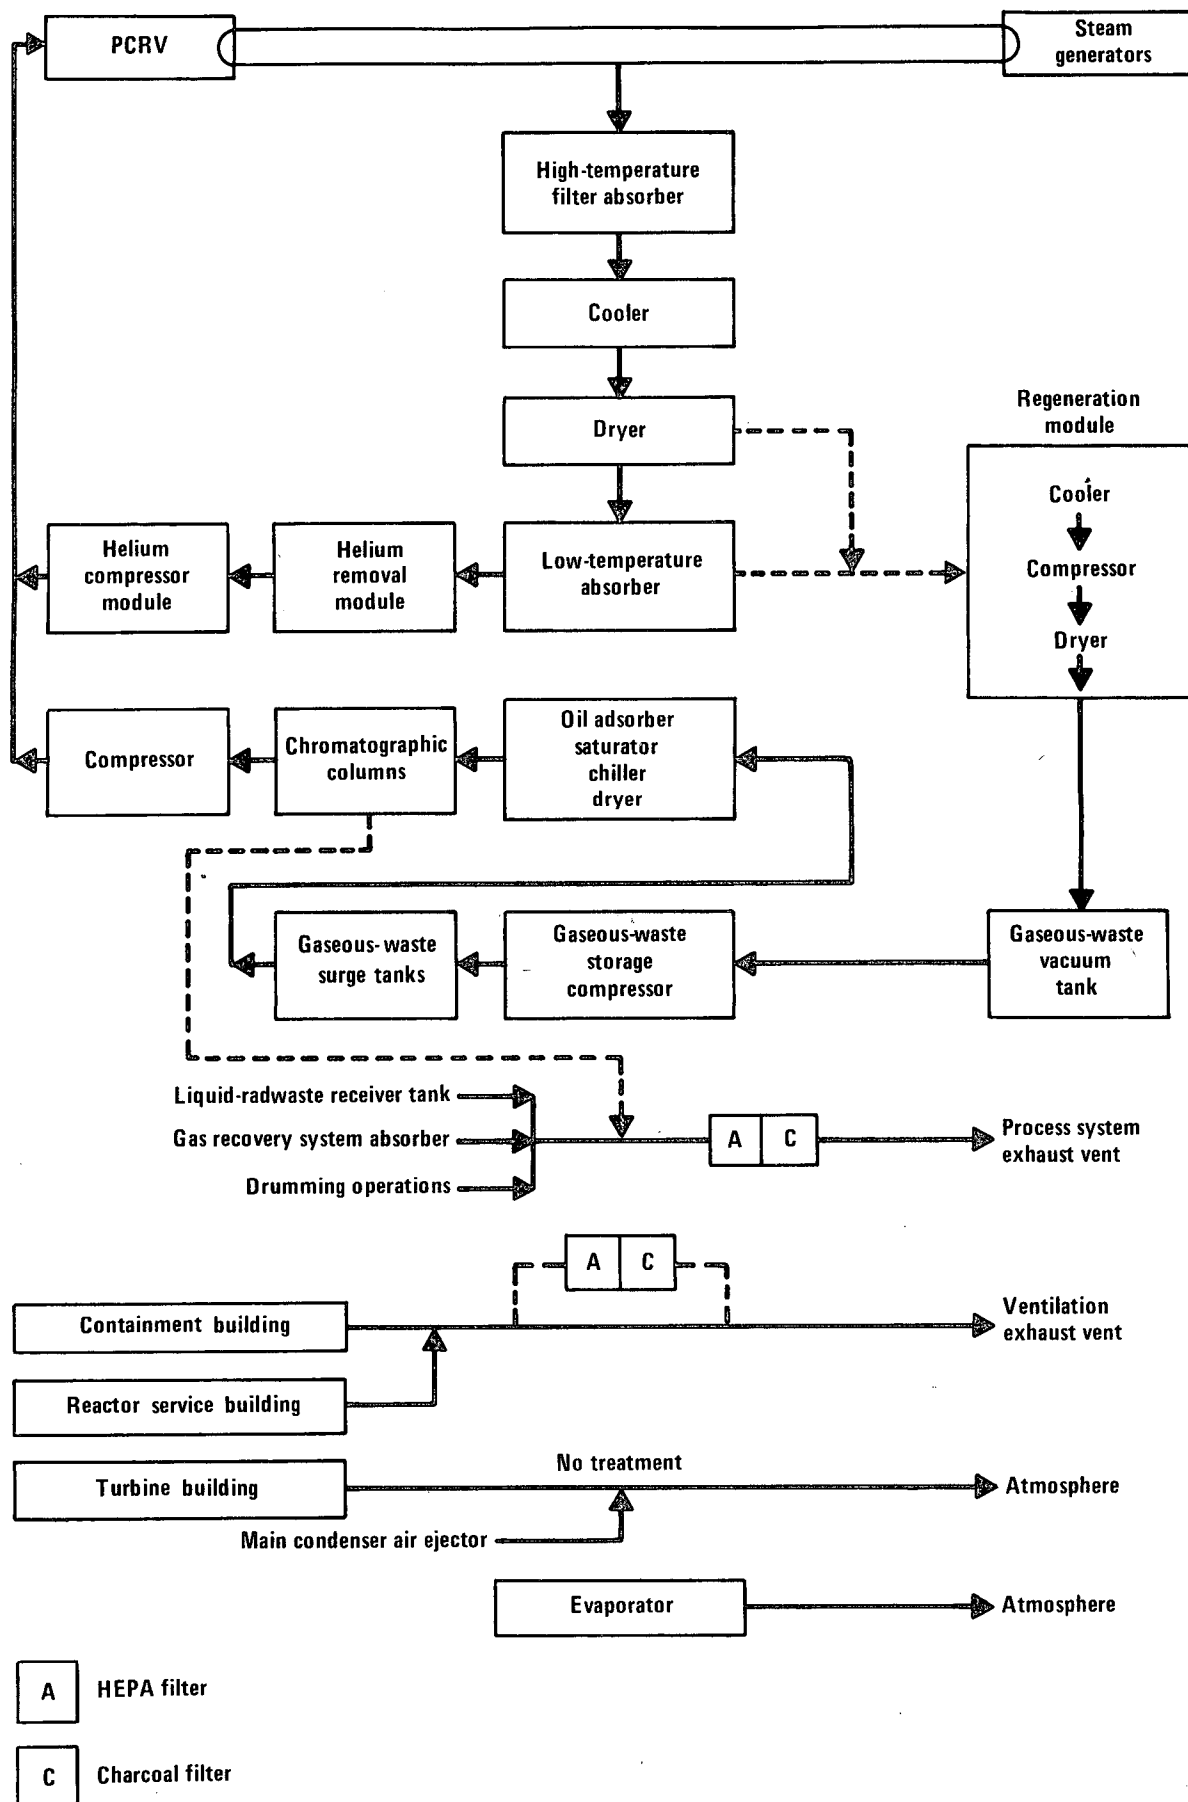 PCRV
Steam
generators
High-temperature
filter absorber
Cooler
Dryer
Regeneration
module
Cooler
Compressor
Dryer
Helium
compressor
module
Helium
removal
module
Low-temperature
absorber
Compressor
Chromatographic
columns
Oil adsorber
saturator
chiller
dryer
Gaseous-waste
surge tanks
Gaseous-waste
storage
compressor
Gaseous-waste
vacuum
tank
Liquid-radwaste receiver tank
Gas recovery system absorber
Drumming operations
A
C
Process system
exhaust vent
A
C
Containment building
Ventilation
exhaust vent
Reactor service building
Turbine building
No treatment
Atmosphere
Main condenser air ejector
Evaporator
Atmosphere
A
HEPA filter
C
Charcoal filter